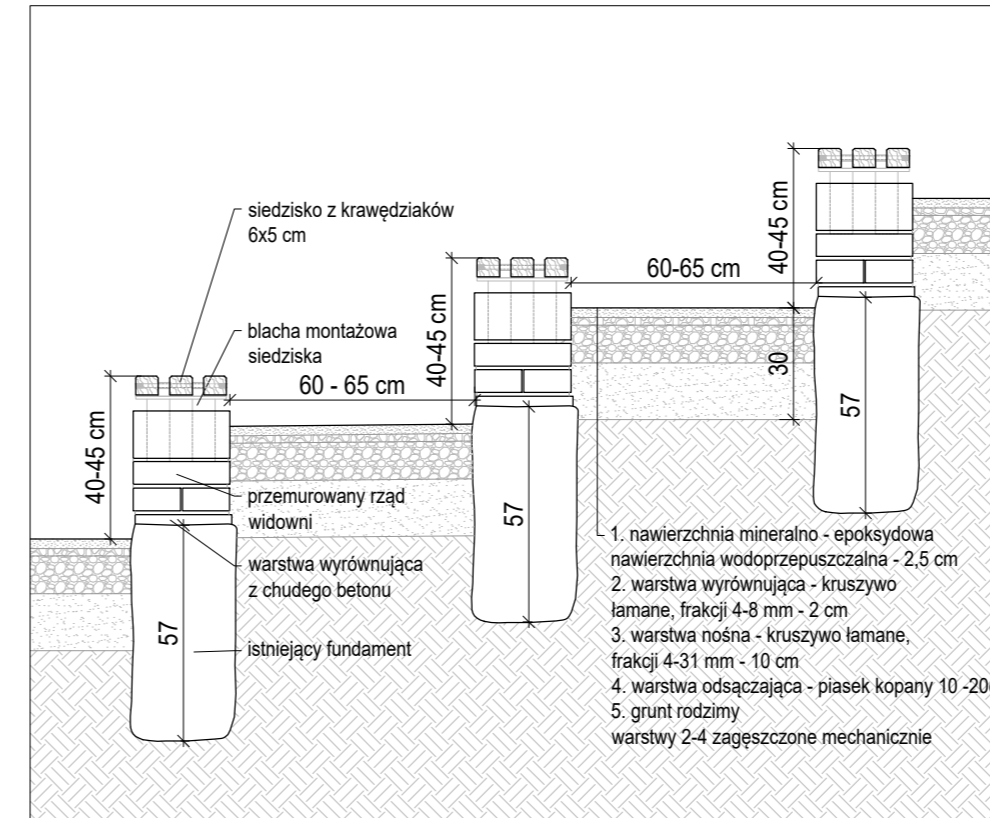 siedzisko z krawędziaków
6x5 cm
blacha montażowa
siedziska
przemurowany rząd
widowni
warstwa wyrównująca
z chudego betonu
istniejący fundament
40-45 cm
60 - 65 cm
57
40-45 cm
60-65 cm
57
40-45 cm
30
57
1. nawierzchnia mineralno - epoksydowa
nawierzchnia wodoprzepuszczalna - 2,5 cm
2. warstwa wyrównująca - kruszywo
łamane, frakcji 4-8 mm - 2 cm
3. warstwa nośna - kruszywo łamane,
frakcji 4-31 mm - 10 cm
4. warstwa odsączająca - piasek kopany 10 -20
5. grunt rodzimy
warstwy 2-4 zagęszczone mechanicznie